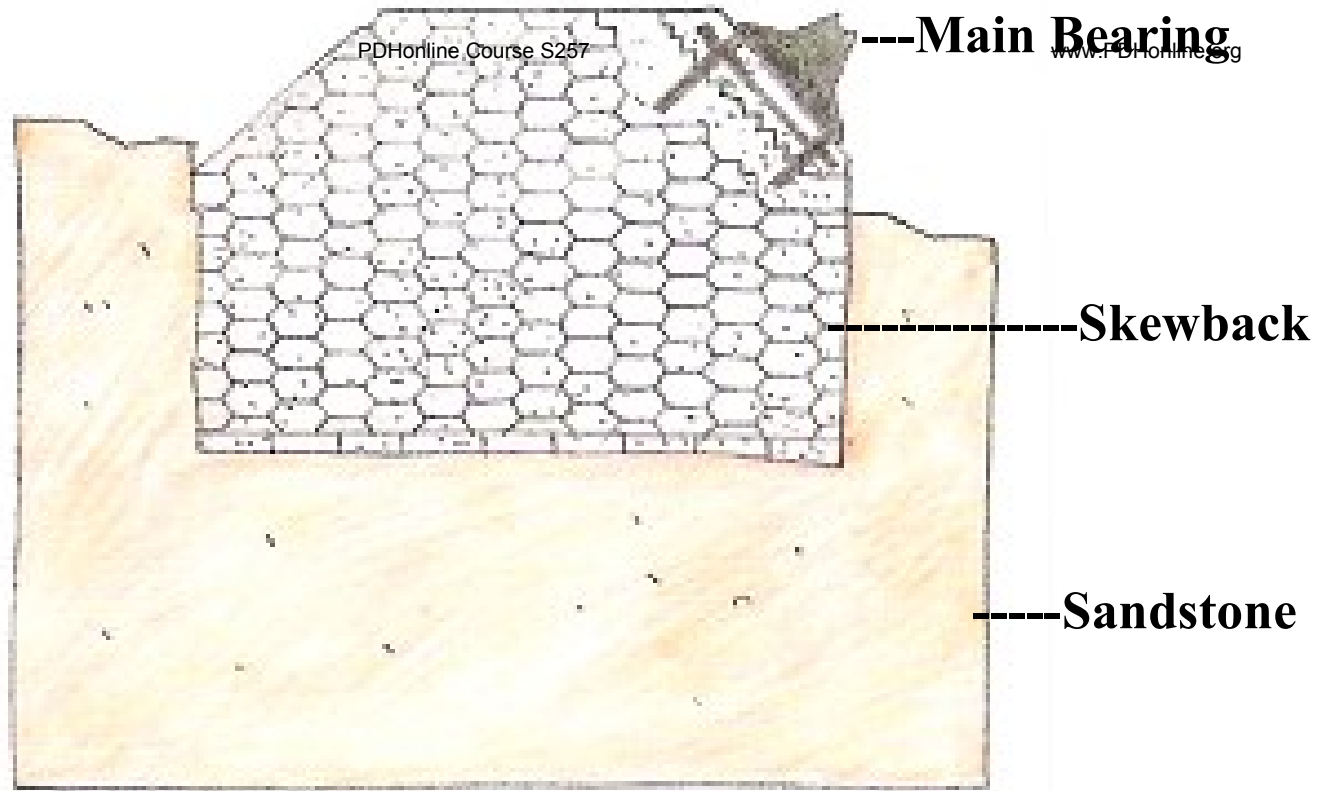 ---Main Bearing
PDHonline Course S257
www.PDHonline.org
------------Skewback
-----Sandstone